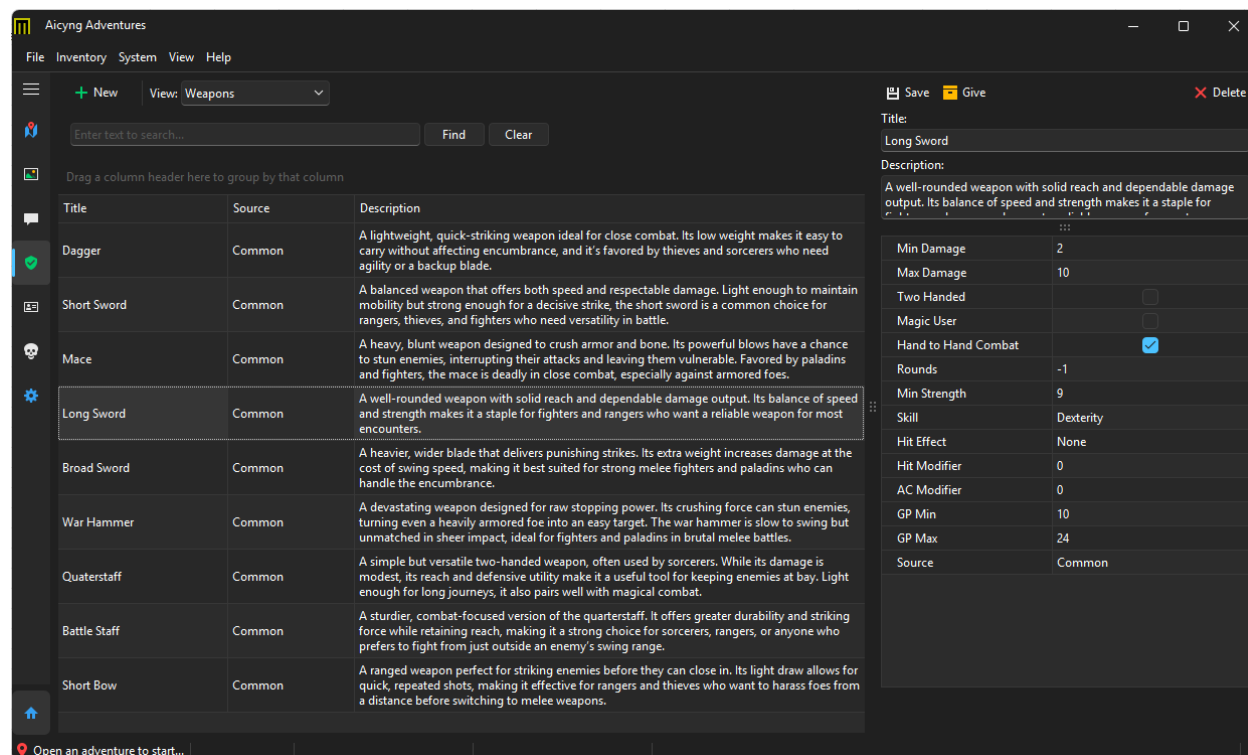 Aicyng Adventures
File Inventory System View Help
New View: Weapons
Enter text to search... Find Clear
Drag a column header here to group by that column
Title Source Description
Dagger Common A lightweight, quick-striking weapon ideal for close combat. Its low weight makes it easy to
carry without affecting encumbrance, and it's favored by thieves and sorcerers who need
agility or a backup blade.
Short Sword Common A balanced weapon that offers both speed and respectable damage. Light enough to maintain
mobility but strong enough for a decisive strike, the short sword is a common choice for
rangers, thieves, and fighters who need versatility in battle.
Mace Common A heavy, blunt weapon designed to crush armor and bone. Its powerful blows have a chance
to stun enemies, interrupting their attacks and leaving them vulnerable. Favored by paladins
and fighters, the mace is deadly in close combat, especially against armored foes.
Long Sword Common A well-rounded weapon with solid reach and dependable damage output. Its balance of speed
and strength makes it a staple for fighters and rangers who want a reliable weapon for most
encounters.
Broad Sword Common A heavier, wider blade that delivers punishing strikes. Its extra weight increases damage at the
cost of swing speed, making it best suited for strong melee fighters and paladins who can
handle the encumbrance.
War Hammer Common A devastating weapon designed for raw stopping power. Its crushing force can stun enemies,
turning even a heavily armored foe into an easy target. The war hammer is slow to swing but
unmatched in sheer impact, ideal for fighters and paladins in brutal melee battles.
Quaterstaff Common A simple but versatile two-handed weapon, often used by sorcerers. While its damage is
modest, its reach and defensive utility make it a useful tool for keeping enemies at bay. Light
enough for long journeys, it also pairs well with magical combat.
Battle Staff Common A sturdier, combat-focused version of the quarterstaff. It offers greater durability and striking
force while retaining reach, making it a strong choice for sorcerers, rangers, or anyone who
prefers to fight from just outside an enemy's swing range.
Short Bow Common A ranged weapon perfect for striking enemies before they can close in. Its light draw allows for
quick, repeated shots, making it effective for rangers and thieves who want to harass foes from
a distance before switching to melee weapons.
Save Give Delete
Title:
Long Sword
Description:
A well-rounded weapon with solid reach and dependable damage
output. Its balance of speed and strength makes it a staple for
Min Damage 2
Max Damage 10
Two Handed
Magic User
Hand to Hand Combat
Rounds -1
Min Strength 9
Skill Dexterity
Hit Effect None
Hit Modifier 0
AC Modifier 0
GP Min 10
GP Max 24
Source Common
Open an adventure to start...